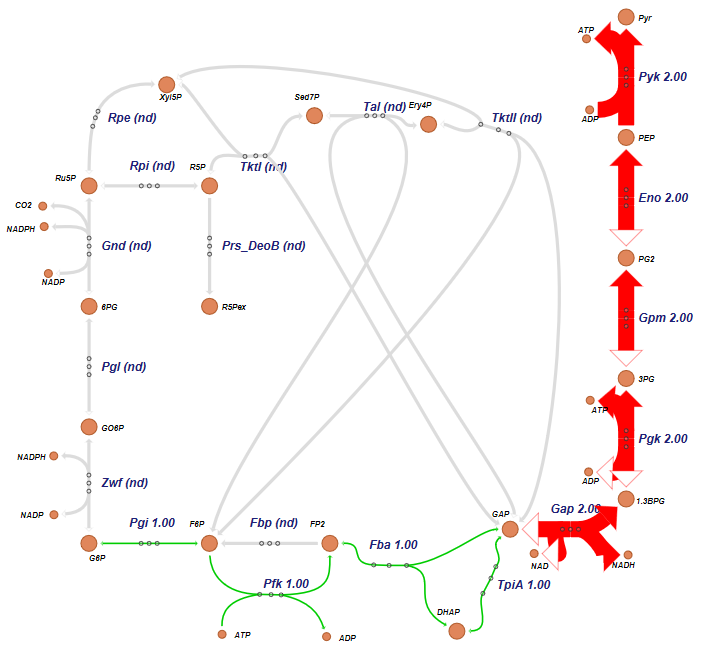 Pyr
ATP
Pyk 2.00
ADP
PEP
Xyl5P
Sed7P
Tal (nd)
Ery4P
Rpe (nd)
TktII (nd)
Rpi (nd)
R5P
TktI (nd)
Ru5P
Eno 2.00
CO2
NADPH
Gnd (nd)
Prs_DeoB (nd)
PG2
NADP
6PG
R5Pex
Gpm 2.00
Pgl (nd)
3PG
ATP
GO6P
Pgk 2.00
NADPH
ADP
Zwf (nd)
1.3BPG
NADP
Pgi 1.00
F6P
Fbp (nd)
FP2
GAP
Gap 2.00
Fba 1.00
G6P
NAD
NADH
Pfk 1.00
TpiA 1.00
DHAP
ATP
ADP